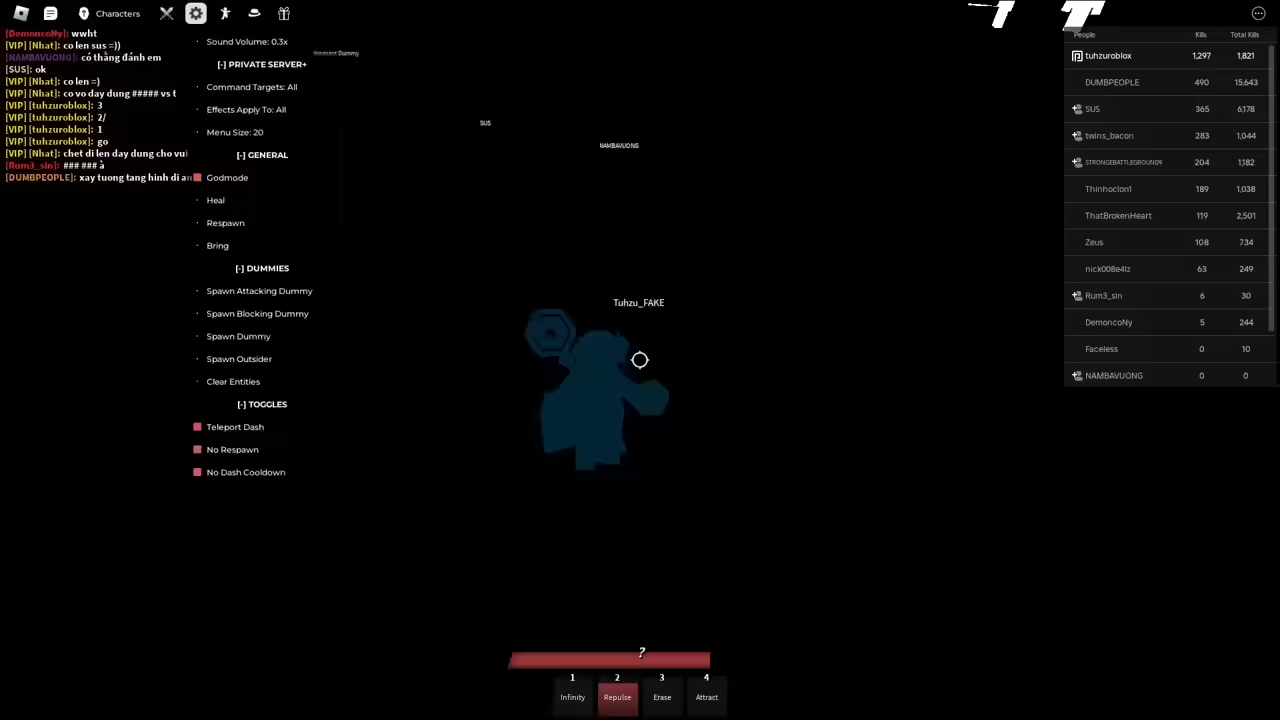 Characters
[DemoncoNy]: wwht
[VIP] [Nhat]: co len sus =))
[NAMBAVUONG]: có thằng đánh em
[SUS]: ok
[VIP] [Nhat]: co len =)
[VIP] [Nhat]: co vo day dung ##### vs t
[VIP] [tuhzuroblox]: 3
[VIP] [tuhzuroblox]: 2/
[VIP] [tuhzuroblox]: 1
[VIP] [tuhzuroblox]: go
[VIP] [Nhat]: chet di len day dung cho vui
[Rum3_sin]: ### ### à
[DUMBPEOPLE]: xay tuong tang hinh di an
Sound Volume: 0.3x
[-] PRIVATE SERVER+
Command Targets: All
Effects Apply To: All
Menu Size: 20
[-] GENERAL
Godmode
Heal
Respawn
Bring
[-] DUMMIES
Spawn Attacking Dummy
Spawn Blocking Dummy
Spawn Dummy
Spawn Outsider
Clear Entities
[-] TOGGLES
Teleport Dash
No Respawn
No Dash Cooldown
Dummy
SUS
NAMBAVUONG
Tuhzu_FAKE
People Kills Total Kills
tuhzuroblox 1,297 1,821
DUMBPEOPLE 490 15,643
SUS 365 6,178
twins_bacon 283 1,044
STRONGBATTLEGROUND9 204 1,182
Thinhoclon1 189 1,038
ThatBrokenHeart 119 2,501
Zeus 108 734
nick008e4lz 63 249
Rum3_sin 6 30
DemoncoNy 5 244
Faceless 0 10
NAMBAVUONG 0 0
?
1 2 3 4
Infinity Repulse Erase Attract